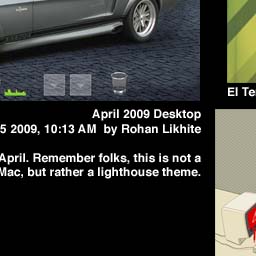 April 2009 Desktop
5 2009, 10:13 AM by Rohan Likhite
April. Remember folks, this is not a
Mac, but rather a lighthouse theme.
El Te